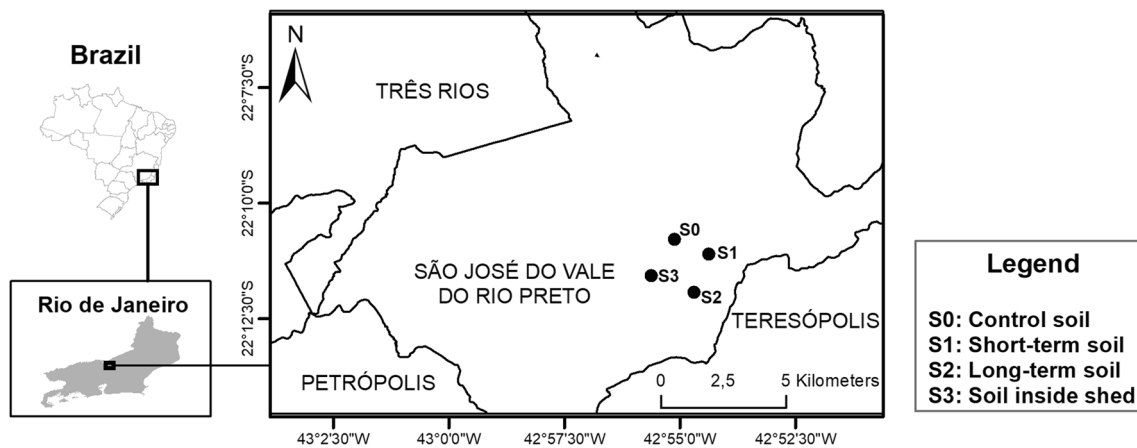 Brazil
Rio de Janeiro
N
TRÊS RIOS
SÃO JOSÉ DO VALE
DO RIO PRETO
PETRÓPOLIS
TERESÓPOLIS
S0
S1
S3
S2
0 2,5 5 Kilometers
22°7'30"S
22°10'0"S
22°12'30"S
43°2'30"W 43°0'0"W 42°57'30"W 42°55'0"W 42°52'30"W
Legend
S0: Control soil
S1: Short-term soil
S2: Long-term soil
S3: Soil inside shed